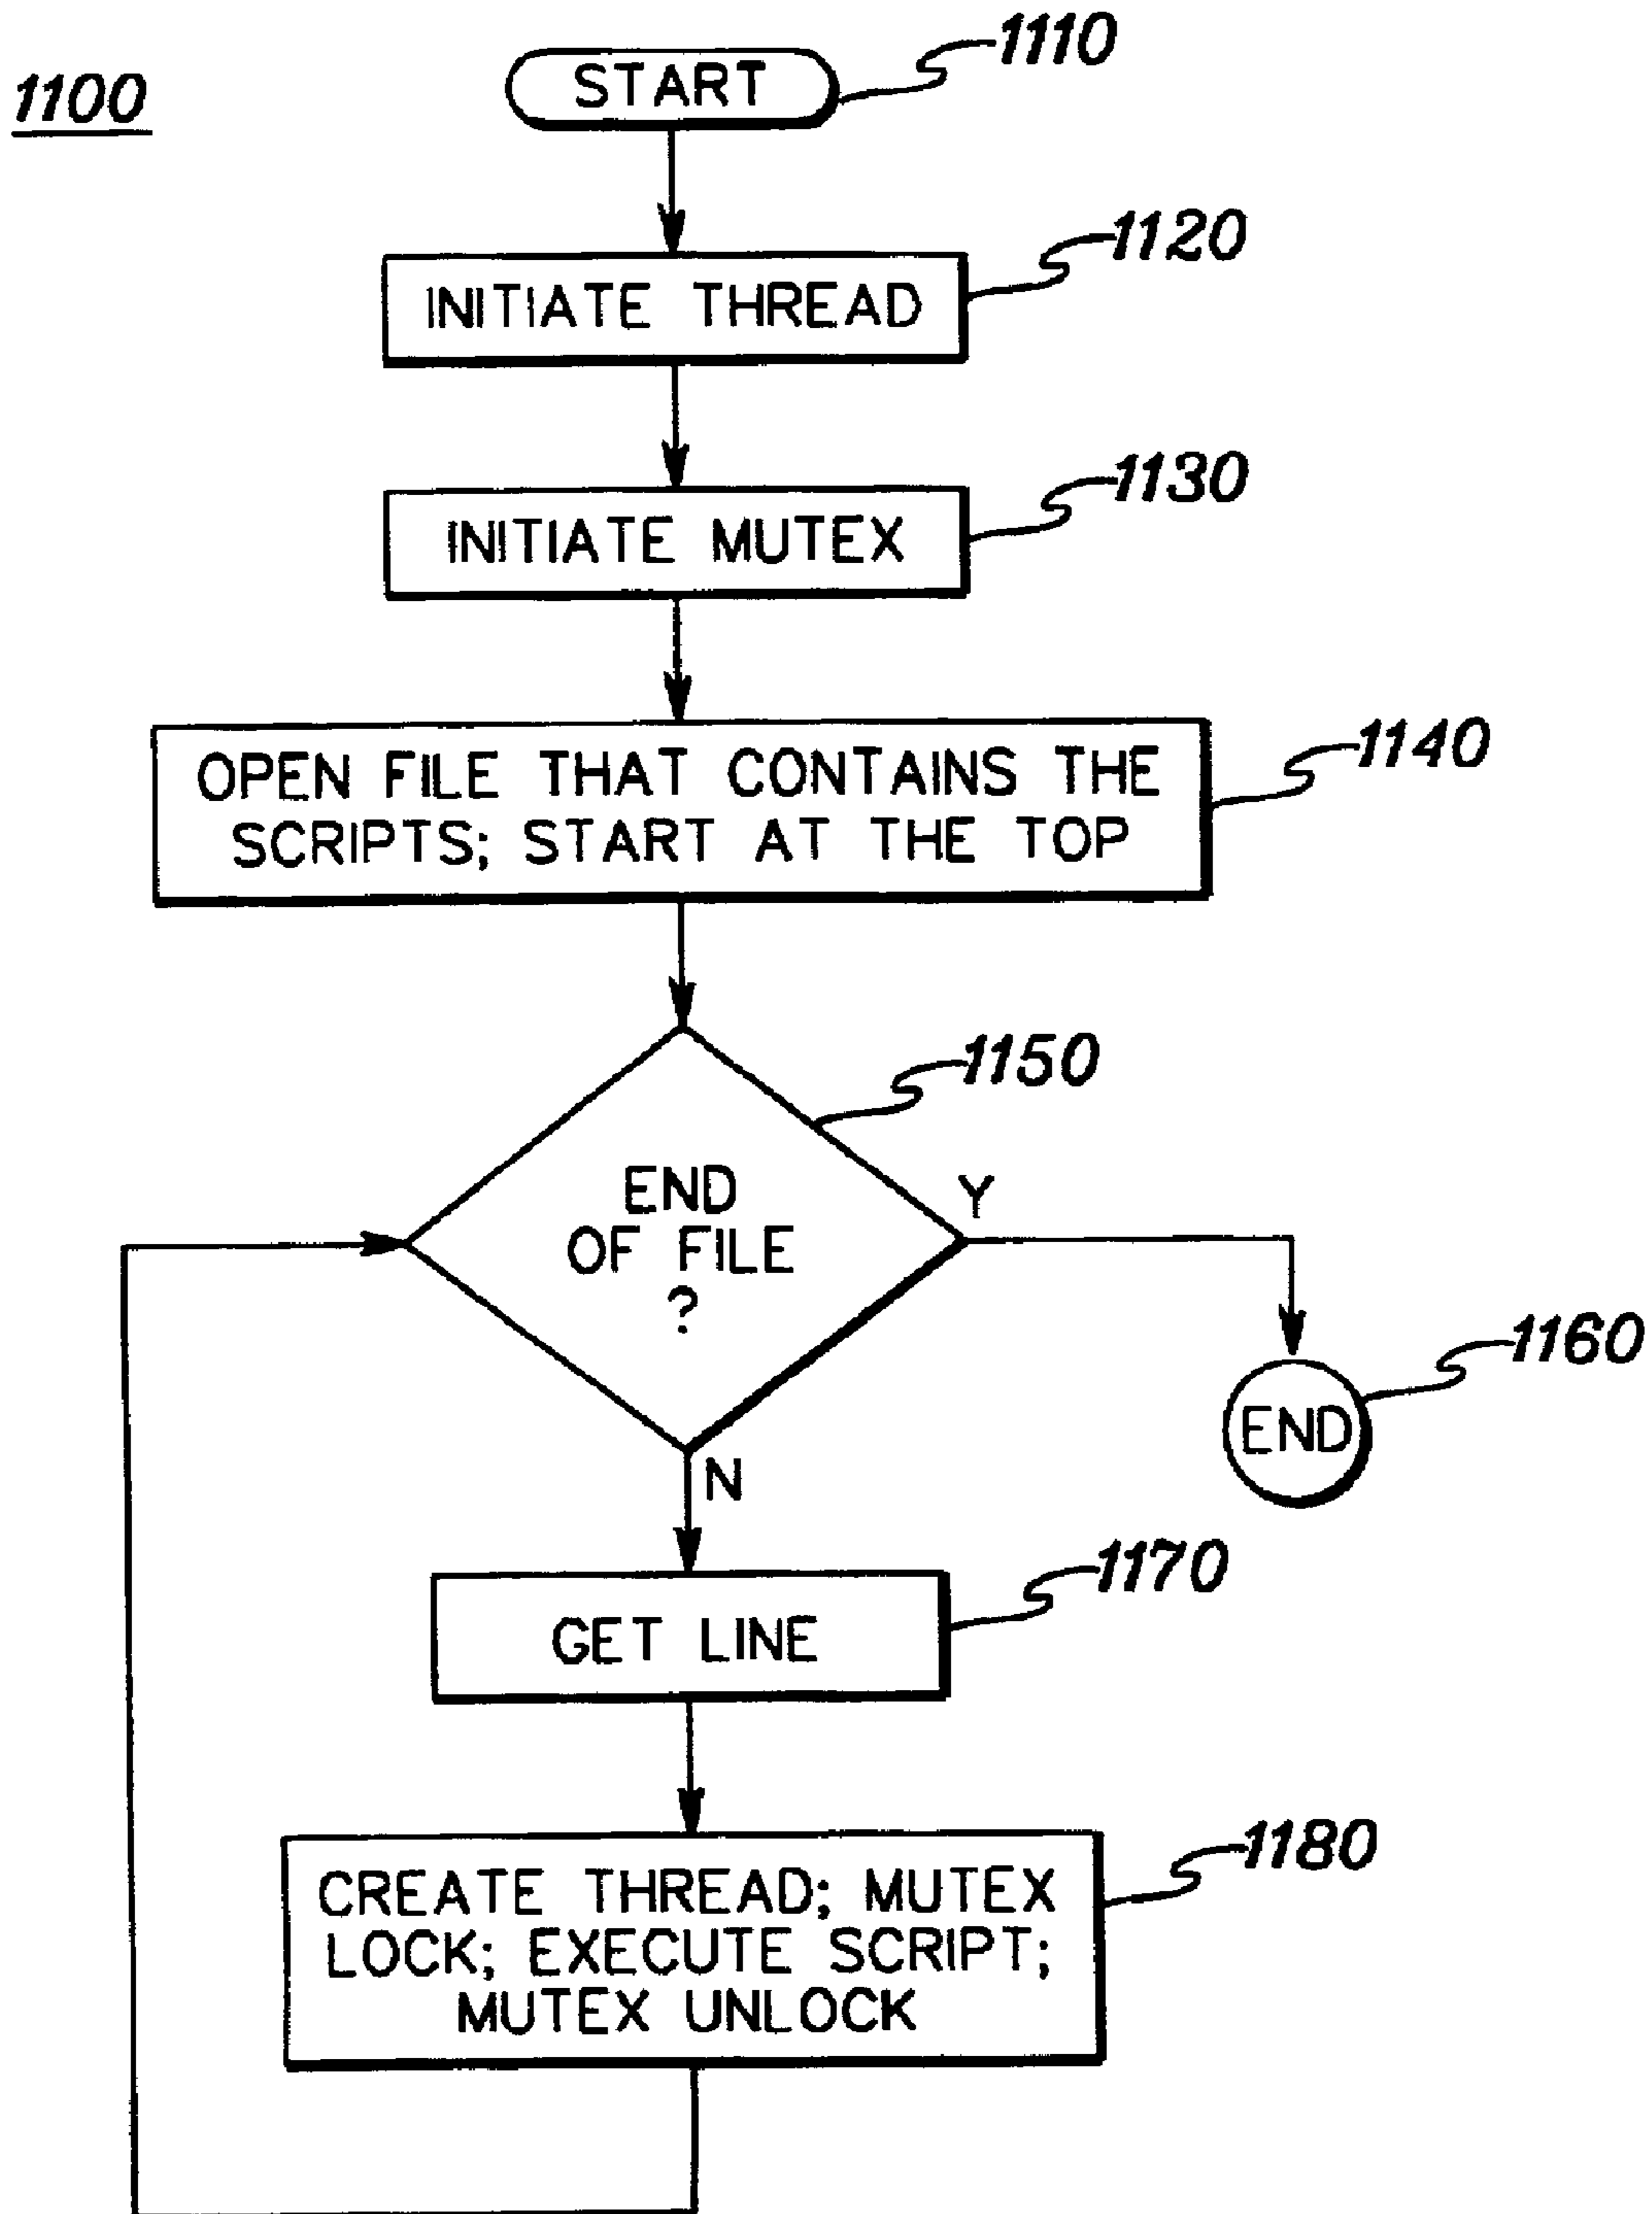 1100
START
1110
INITIATE THREAD
1120
INITIATE MUTEX
1130
OPEN FILE THAT CONTAINS THE
SCRIPTS; START AT THE TOP
1140
END
OF FILE
?
1150
Y
END
1160
N
GET LINE
1170
CREATE THREAD; MUTEX
LOCK; EXECUTE SCRIPT;
MUTEX UNLOCK
1180